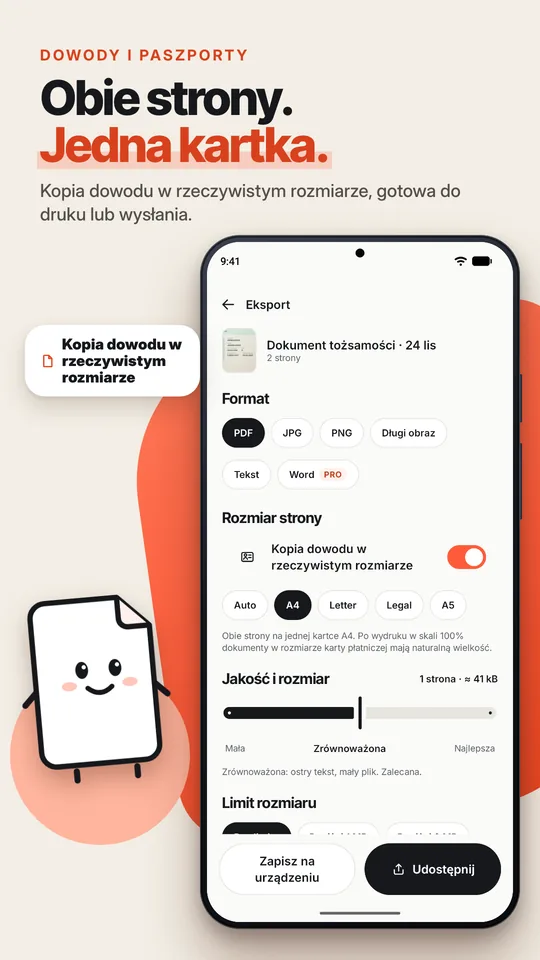 DOWODY I PASZPORTY
Obie strony.
Jedna kartka.
Kopia dowodu w rzeczywistym rozmiarze, gotowa do
druku lub wysłania.
9:41
Eksport
Kopia dowodu w
rzeczywistym
rozmiarze
Dokument tożsamości · 24 lis
2 strony
Format
PDF JPG PNG Długi obraz
Tekst Word PRO
Rozmiar strony
Kopia dowodu w
rzeczywistym rozmiarze
Auto A4 Letter Legal A5
Obie strony na jednej kartce A4. Po wydruku w skali 100%
dokumenty w rozmiarze karty płatniczej mają naturalną wielkość.
Jakość i rozmiar 1 strona · ≈ 41 kB
Mała Zrównoważona Najlepsza
Zrównoważona: ostry tekst, mały plik. Zalecana.
Limit rozmiaru
Zapisz na
urządzeniu
Udostępnij